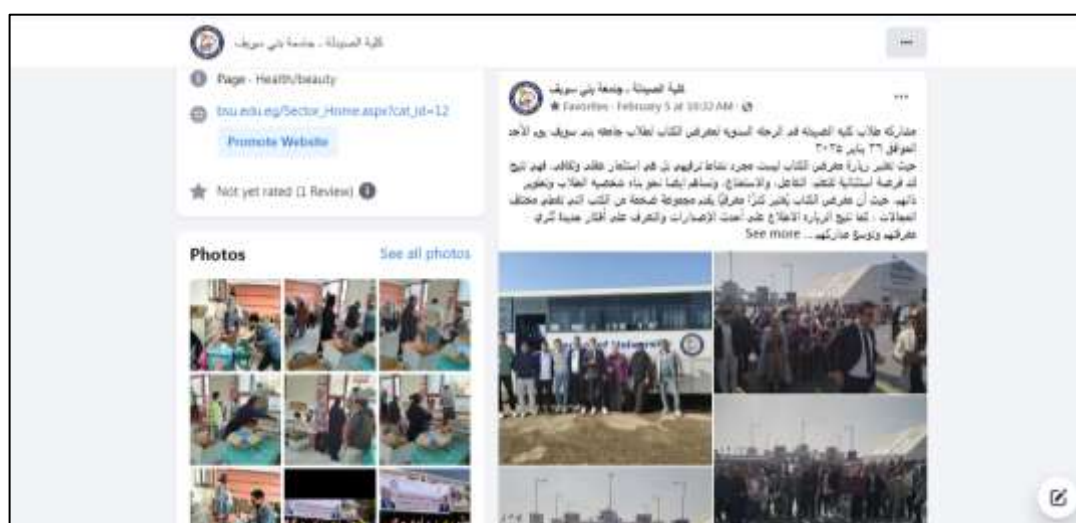 كلية الصيدلة ـ جامعة بني سويف
Page · Health/beauty
bsu.edu.eg/Sector_Home.aspx?cat_id=12
Promote Website
Not yet rated (1 Review)
Photos
See all photos
كلية الصيدلة ـ جامعة بني سويف
Favorites · February 5 at 10:32 AM ·
مشاركة طلاب كلية الصيدلة في الرحلة السنوية لمعرض الكتاب لطلاب جامعة بني سويف يوم الأحد
الموافق ٢٦ يناير ٢٠٢٥
حيث تعتبر زيارة معرض الكتاب ليست مجرد نشاط ترفيهي بل هي استثمار عقلي وثقافي، فهي تتيح
فرصة استثنائية للتعلم، التفاعل، والاستمتاع، وتساهم أيضا نحو بناء شخصية الطلاب وتطوير
ذاتهم، حيث أن معرض الكتاب يُعتبر كنزًا معرفيًا يقدم مجموعة ضخمة من الكتب التي تغطي مختلف
المجالات ، كما تتيح الزيارة الاطلاع على أحدث الإصدارات والتعرف على أفكار جديدة تُثري
معرفتهم وتوسع مداركهم ... See more
of University